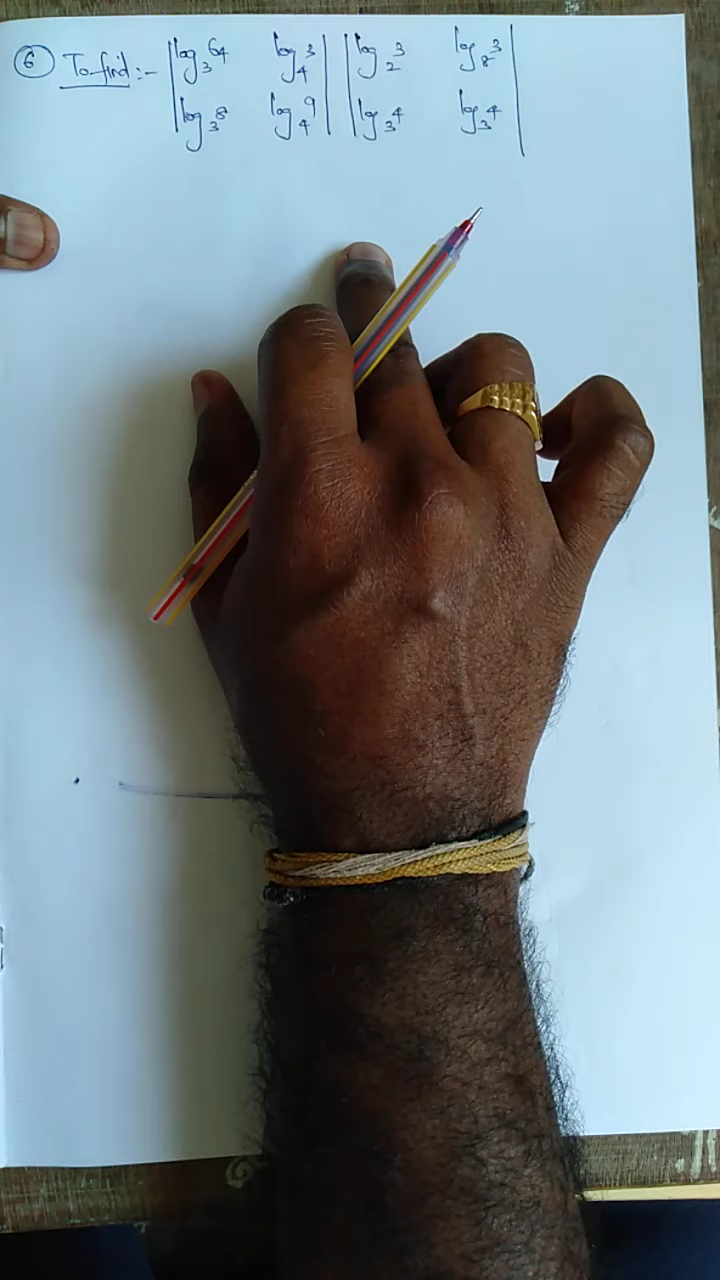 6 To find :- | log₃64 log₄3 | | log₂3 log₈3 |
| log₃8 log₄9 | | log₃4 log₃4 |